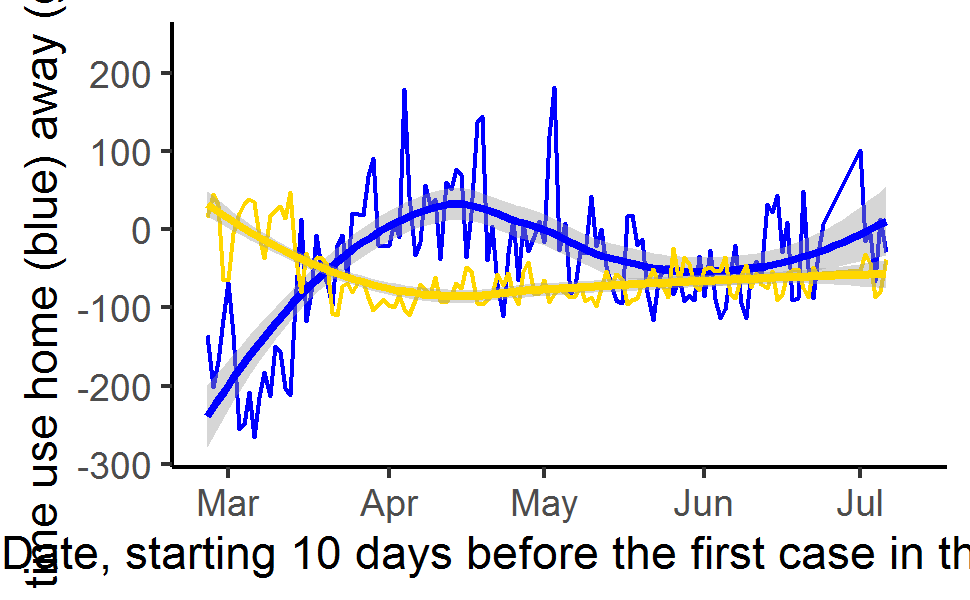 time use home (blue) away (
200
100
0
-100
-200
-300
Mar Apr May Jun Jul
Date, starting 10 days before the first case in th